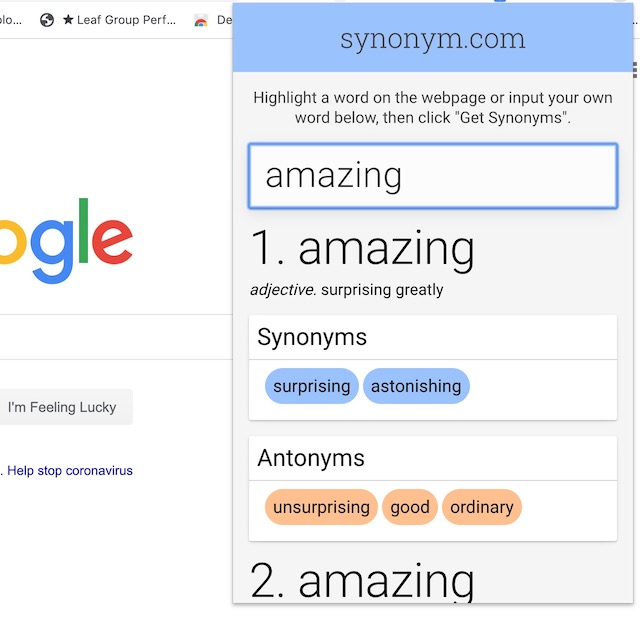 olo... ★ Leaf Group Perf... De
ogle
I'm Feeling Lucky
. Help stop coronavirus
synonym.com
Highlight a word on the webpage or input your own
word below, then click "Get Synonyms".
amazing
1. amazing
adjective. surprising greatly
Synonyms
surprising astonishing
Antonyms
unsurprising good ordinary
2. amazing